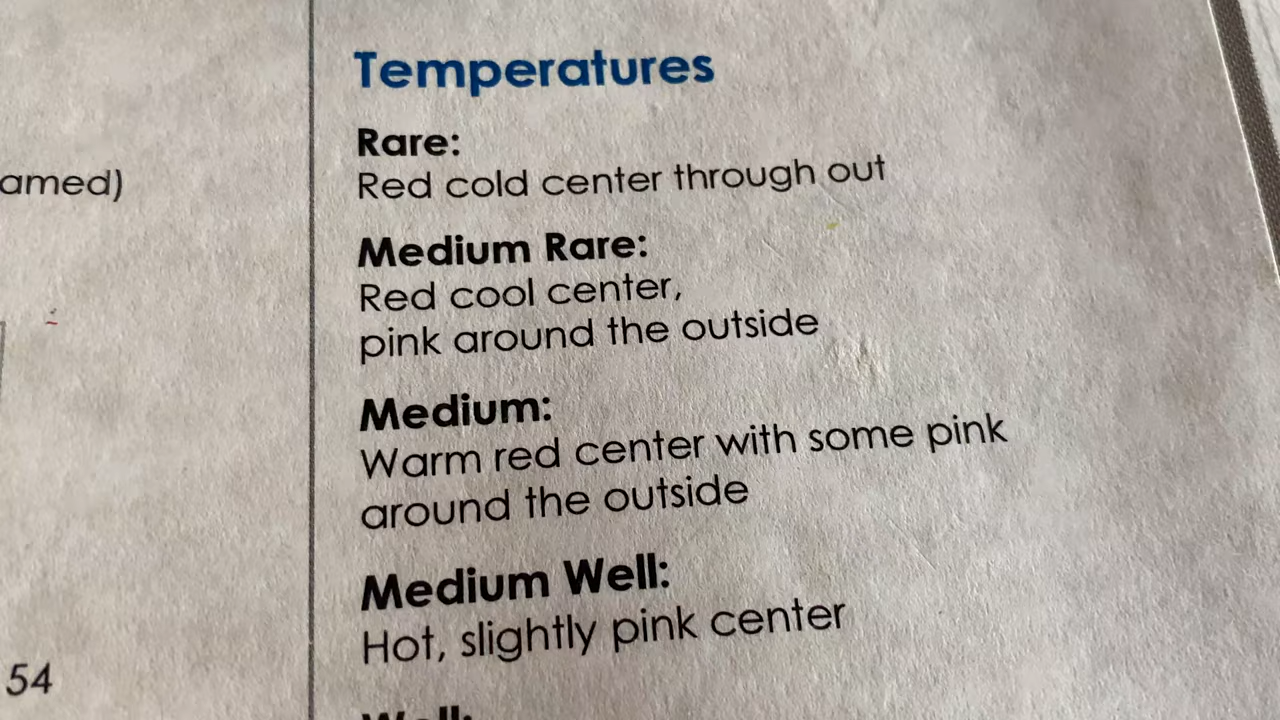 Temperatures
Rare:
Red cold center through out
Medium Rare:
Red cool center,
pink around the outside
Medium:
Warm red center with some pink
around the outside
Medium Well:
Hot, slightly pink center
Well:
amed)
54